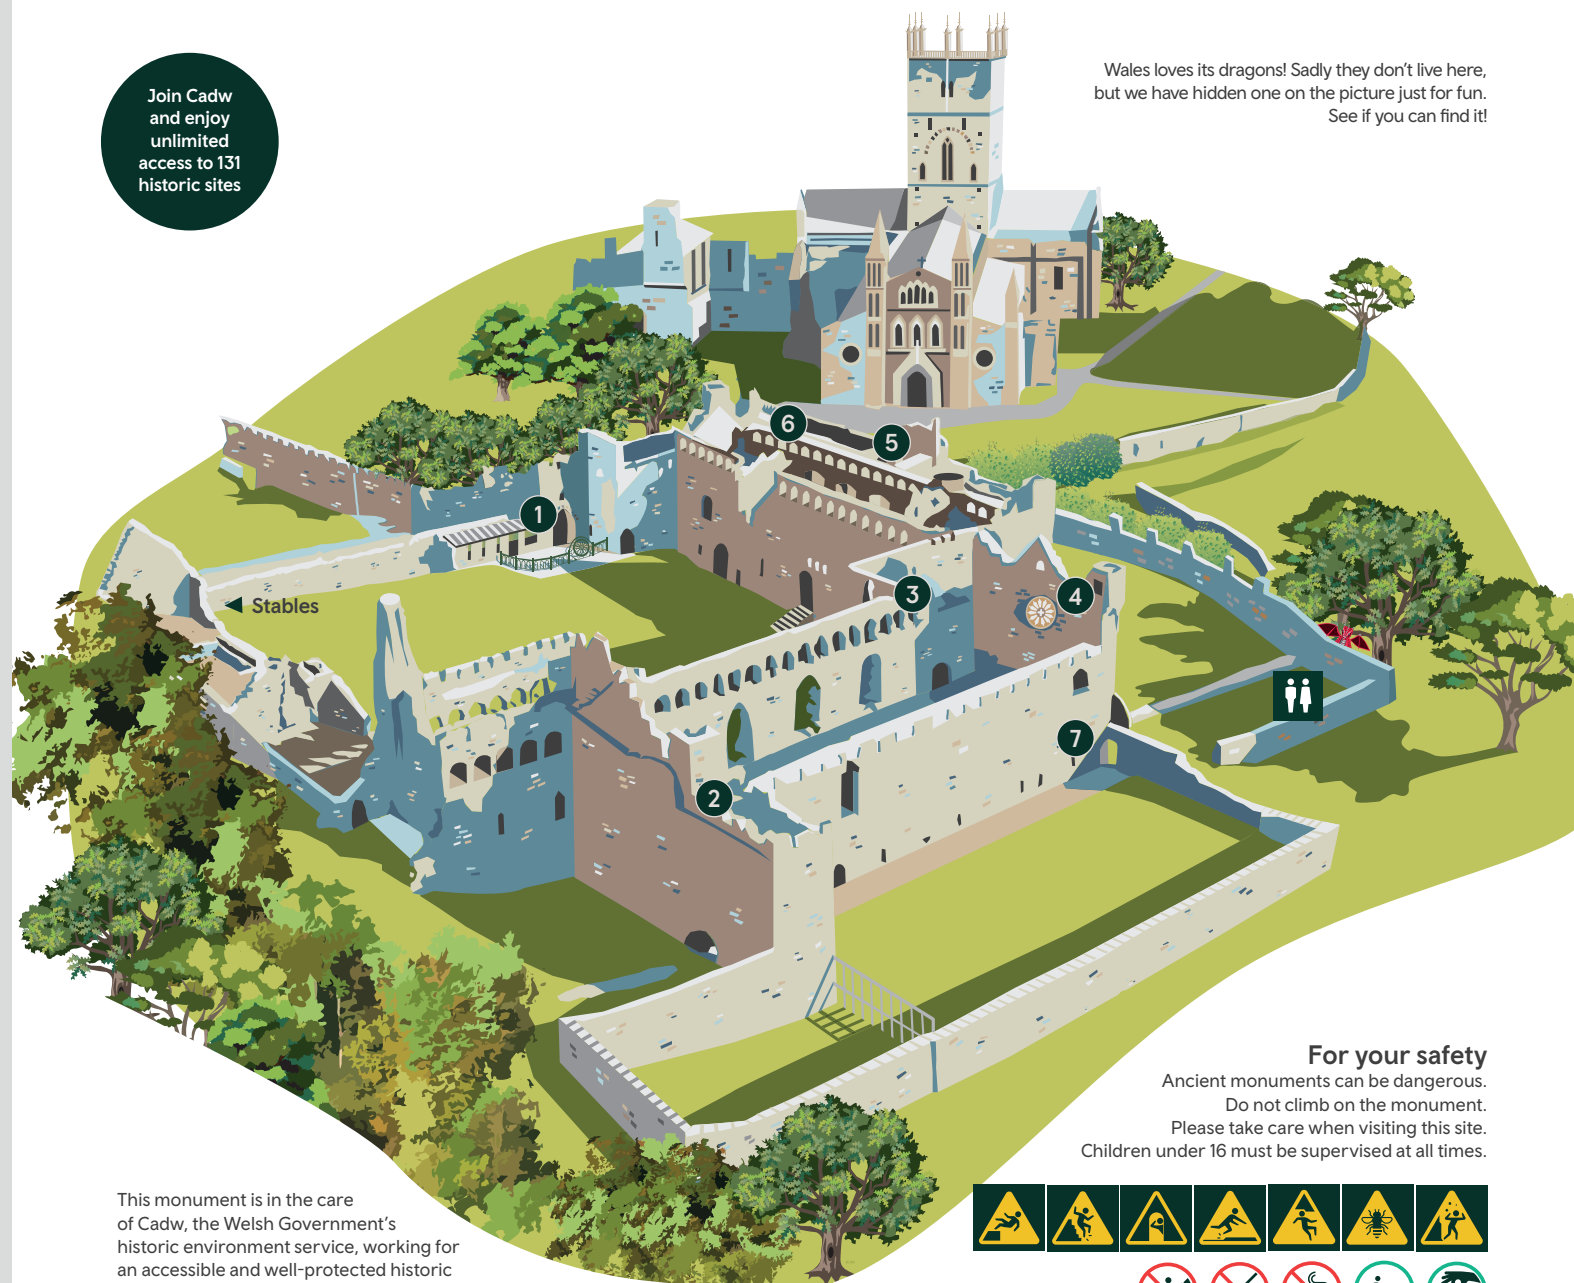 Join Cadw
and enjoy
unlimited
access to 131
historic sites
Wales loves its dragons! Sadly they don't live here,
but we have hidden one on the picture just for fun.
See if you can find it!
6
5
1
3
4
Stables
7
2
For your safety
Ancient monuments can be dangerous.
Do not climb on the monument.
Please take care when visiting this site.
Children under 16 must be supervised at all times.
This monument is in the care
of Cadw, the Welsh Government's
historic environment service, working for
an accessible and well-protected historic